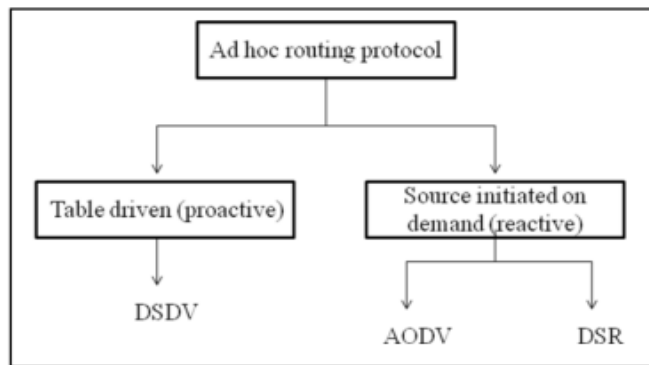 Ad hoc routing protocol
Table driven (proactive)
Source initiated on
demand (reactive)
DSDV
AODV
DSR